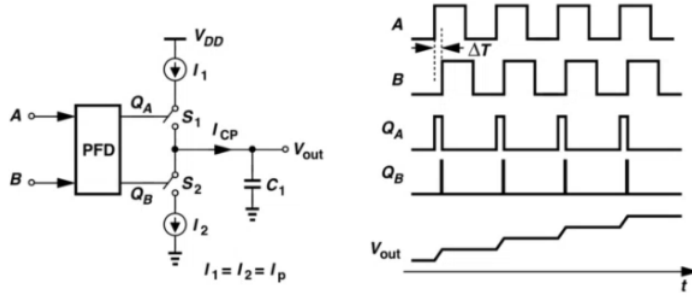 V_DD
I_1
A
Q_A
S_1
I_CP
PFD
V_out
B
Q_B
S_2
C_1
I_2
I_1 = I_2 = I_p
A
ΔT
B
Q_A
Q_B
V_out
t